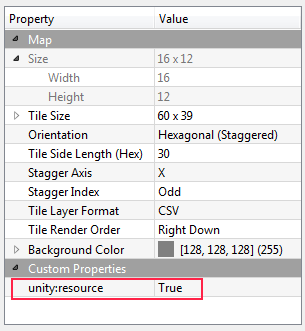 Property Value
Map
Size 16 x 12
Width 16
Height 12
Tile Size 60 x 39
Orientation Hexagonal (Staggered)
Tile Side Length (Hex) 30
Stagger Axis X
Stagger Index Odd
Tile Layer Format CSV
Tile Render Order Right Down
Background Color [128, 128, 128] (255)
Custom Properties
unity:resource True